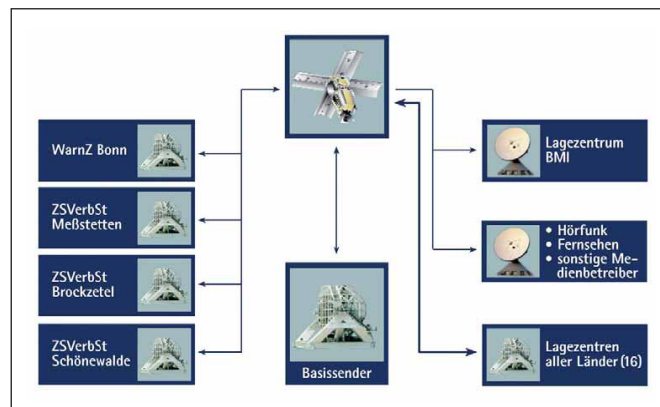 WarnZ Bonn
ZSVerbSt
Meßstetten
ZSVerbSt
Brockzetel
ZSVerbSt
Schönewalde
Basissender
Lagezentrum
BMI
• Hörfunk
• Fernsehen
• sonstige Me-
dienbetreiber
Lagezentren
aller Länder (16)